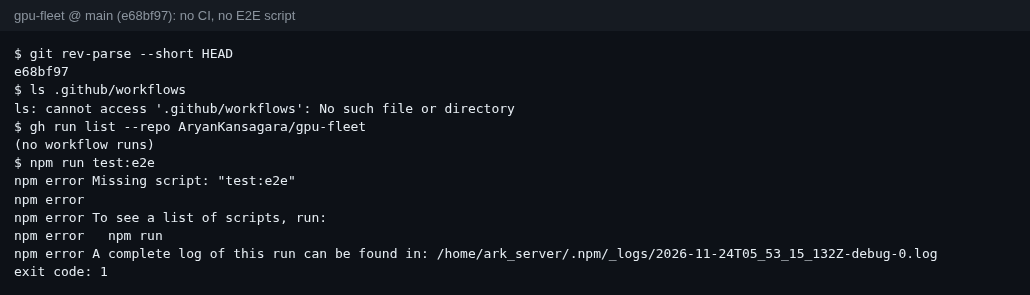 gpu-fleet @ main (e68bf97): no CI, no E2E script
$ git rev-parse --short HEAD
e68bf97
$ ls .github/workflows
ls: cannot access '.github/workflows': No such file or directory
$ gh run list --repo AryanKansagara/gpu-fleet
(no workflow runs)
$ npm run test:e2e
npm error Missing script: "test:e2e"
npm error
npm error To see a list of scripts, run:
npm error   npm run
npm error A complete log of this run can be found in: /home/ark_server/.npm/_logs/2026-11-24T05_53_15_132Z-debug-0.log
exit code: 1